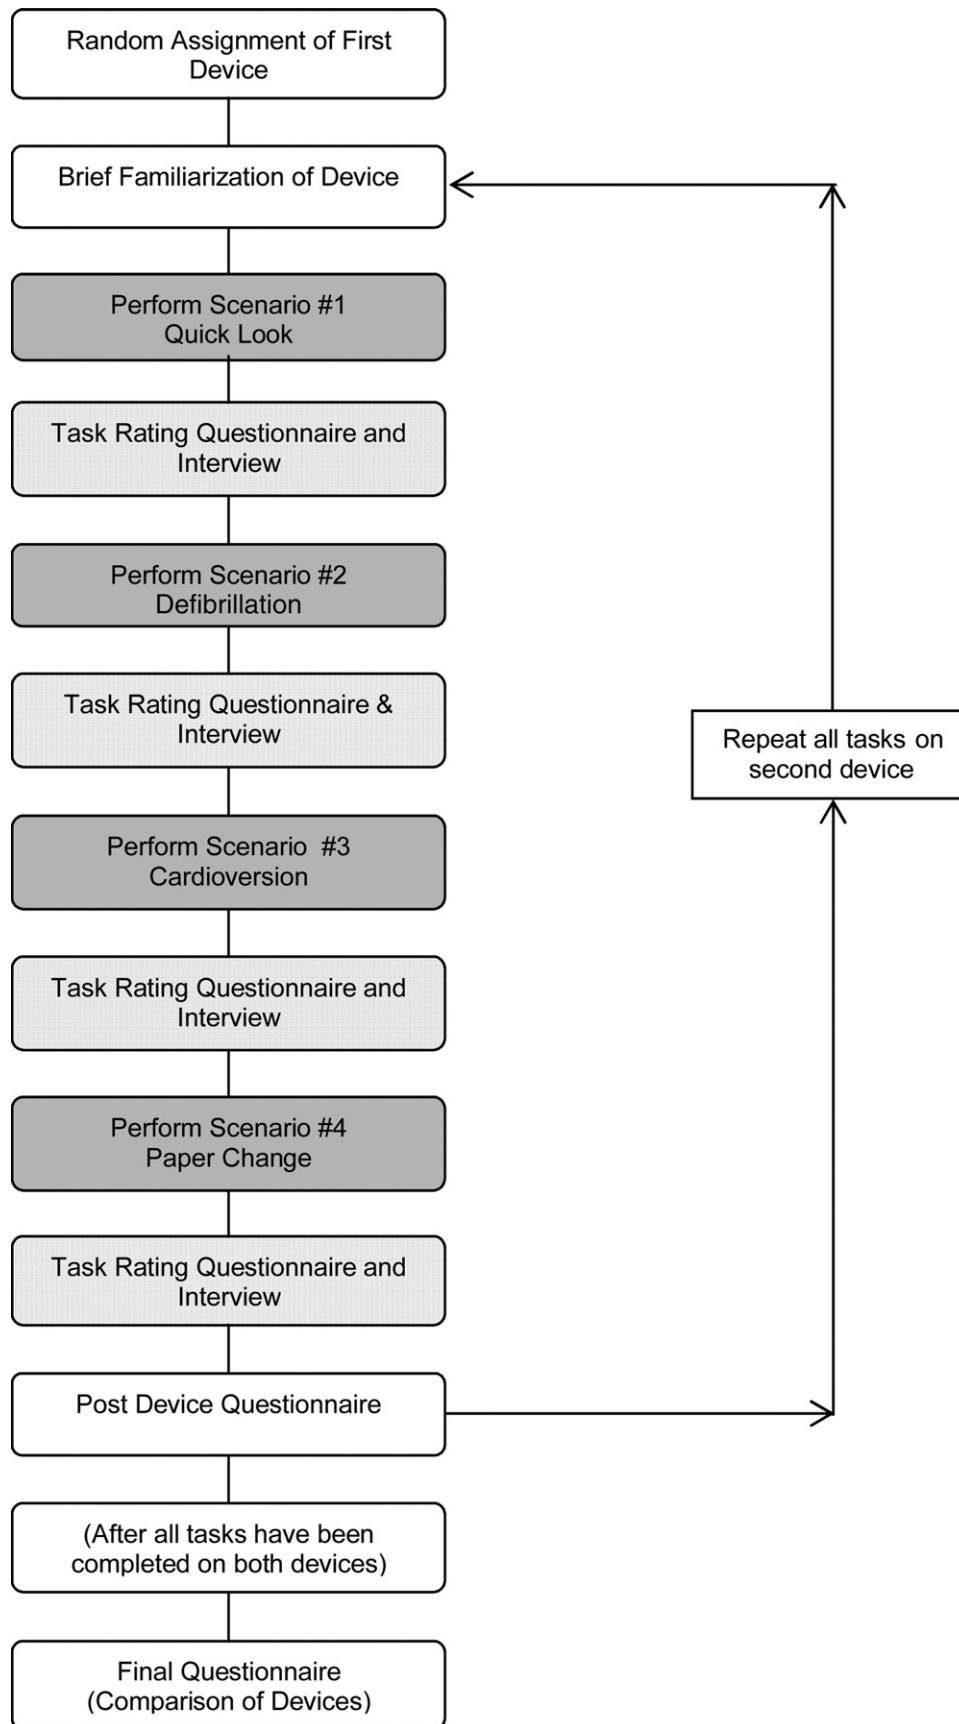 Random Assignment of First
Device
Brief Familiarization of Device
Perform Scenario #1
Quick Look
Task Rating Questionnaire and
Interview
Perform Scenario #2
Defibrillation
Task Rating Questionnaire &
Interview
Repeat all tasks on
second device
Perform Scenario #3
Cardioversion
Task Rating Questionnaire and
Interview
Perform Scenario #4
Paper Change
Task Rating Questionnaire and
Interview
Post Device Questionnaire
(After all tasks have been
completed on both devices)
Final Questionnaire
(Comparison of Devices)